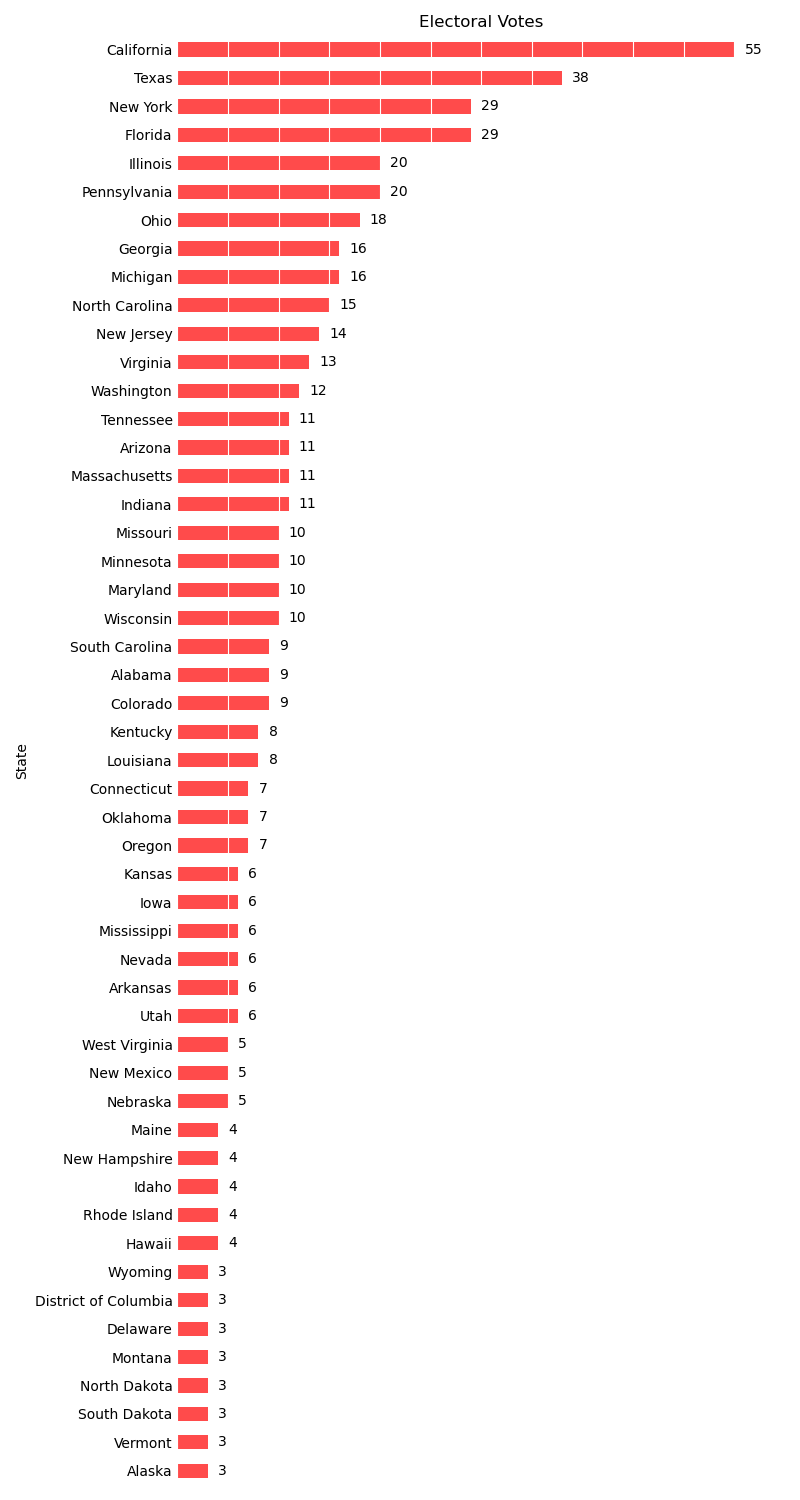 Electoral Votes
California 55
Texas 38
New York 29
Florida 29
Illinois 20
Pennsylvania 20
Ohio 18
Georgia 16
Michigan 16
North Carolina 15
New Jersey 14
Virginia 13
Washington 12
Tennessee 11
Arizona 11
Massachusetts 11
Indiana 11
Missouri 10
Minnesota 10
Maryland 10
Wisconsin 10
South Carolina 9
Alabama 9
Colorado 9
Kentucky 8
State
Louisiana 8
Connecticut 7
Oklahoma 7
Oregon 7
Kansas 6
Iowa 6
Mississippi 6
Nevada 6
Arkansas 6
Utah 6
West Virginia 5
New Mexico 5
Nebraska 5
Maine 4
New Hampshire 4
Idaho 4
Rhode Island 4
Hawaii 4
Wyoming 3
District of Columbia 3
Delaware 3
Montana 3
North Dakota 3
South Dakota 3
Vermont 3
Alaska 3